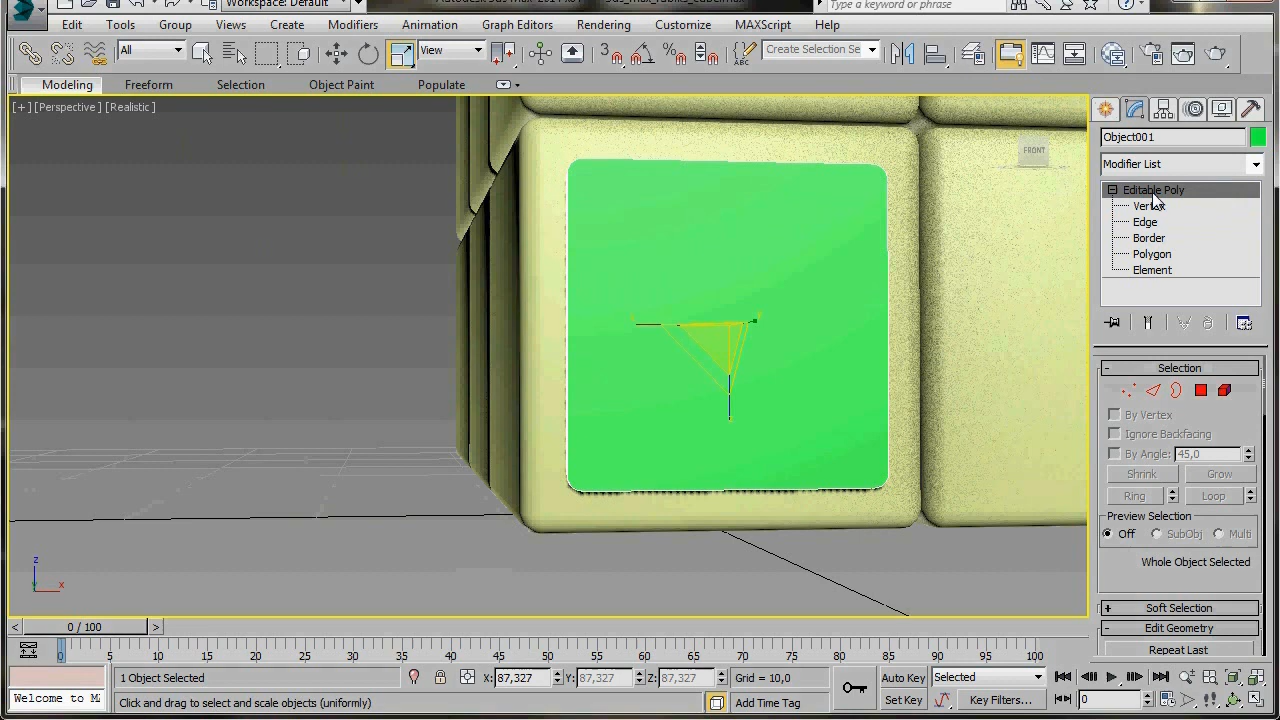 Workspace: Default
Type a keyword or phrase
Edit Tools Group Views Create Modifiers Animation Graph Editors Rendering Customize MAXScript Help
All
View
3
%
ABC
Create Selection Se
Modeling Freeform Selection Object Paint Populate
[+] [Perspective ] [Realistic ]
FRONT
Object001
Modifier List
Editable Poly
Vertex
Edge
Border
Polygon
Element
Selection
By Vertex
Ignore Backfacing
By Angle: 45,0
Shrink Grow
Ring Loop
Preview Selection
Off SubObj Multi
Whole Object Selected
Soft Selection
Edit Geometry
Repeat Last
z
x
< 0 / 100 >
0 5 10 15 20 25 30 35 40 45 50 55 60 65 70 75 80 85 90 95 100
1 Object Selected
X: 87,327 Y: 87,327 Z: 87,327
Grid = 10,0
Auto Key
Selected
Welcome to M
Click and drag to select and scale objects (uniformly)
Add Time Tag
Set Key
Key Filters...
0